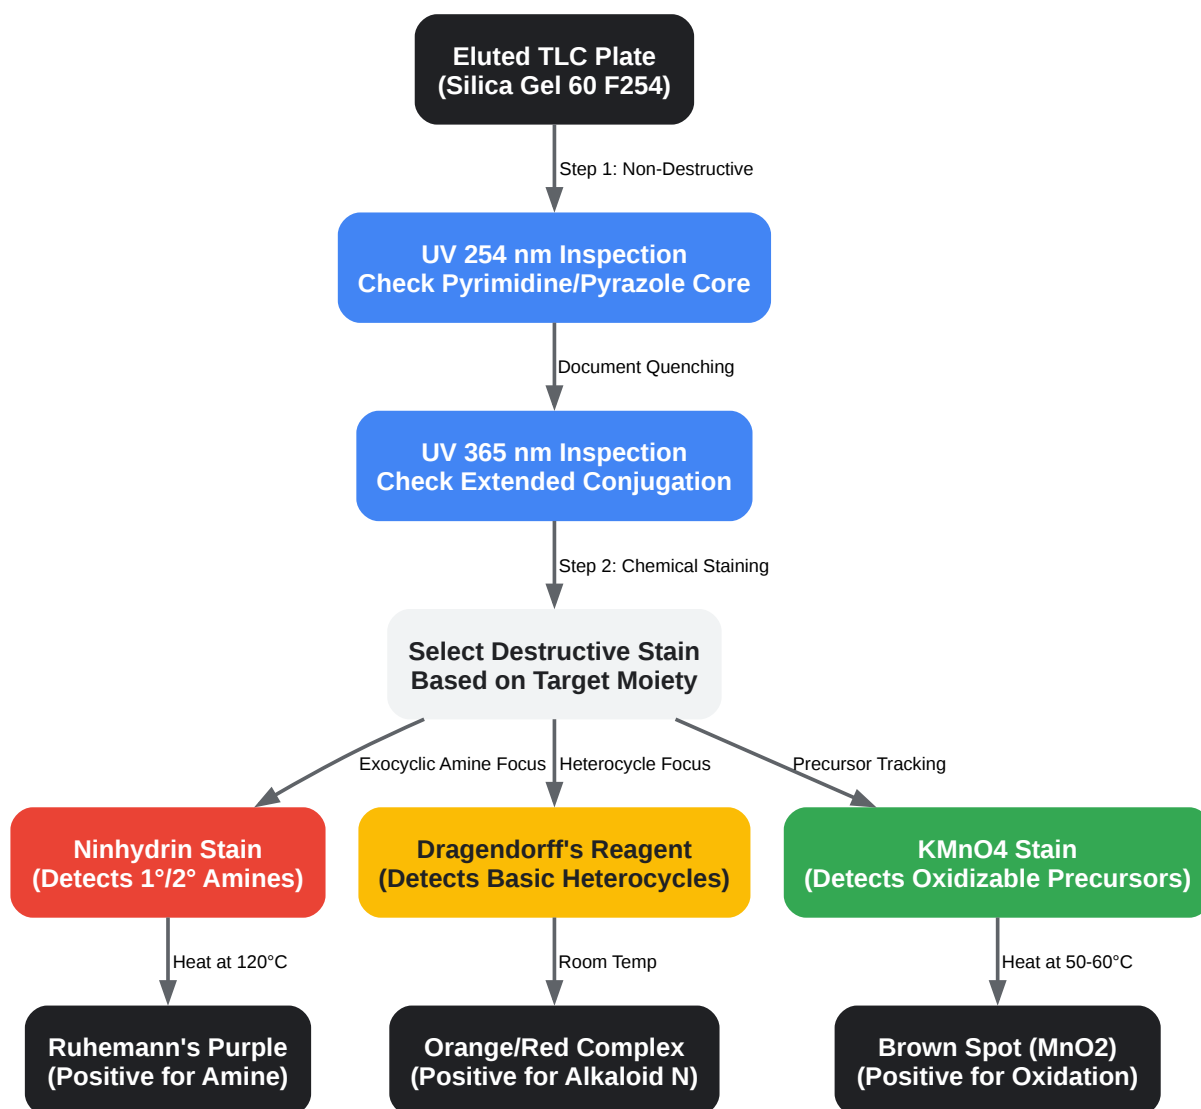 Eluted TLC Plate
(Silica Gel 60 F254)
Step 1: Non-Destructive
UV 254 nm Inspection
Check Pyrimidine/Pyrazole Core
Document Quenching
UV 365 nm Inspection
Check Extended Conjugation
Step 2: Chemical Staining
Select Destructive Stain
Based on Target Moiety
Exocyclic Amine Focus
Heterocycle Focus
Precursor Tracking
Ninhydrin Stain
(Detects 1°/2° Amines)
Dragendorff's Reagent
(Detects Basic Heterocycles)
KMnO4 Stain
(Detects Oxidizable Precursors)
Heat at 120°C
Room Temp
Heat at 50-60°C
Ruhemann's Purple
(Positive for Amine)
Orange/Red Complex
(Positive for Alkaloid N)
Brown Spot (MnO2)
(Positive for Oxidation)